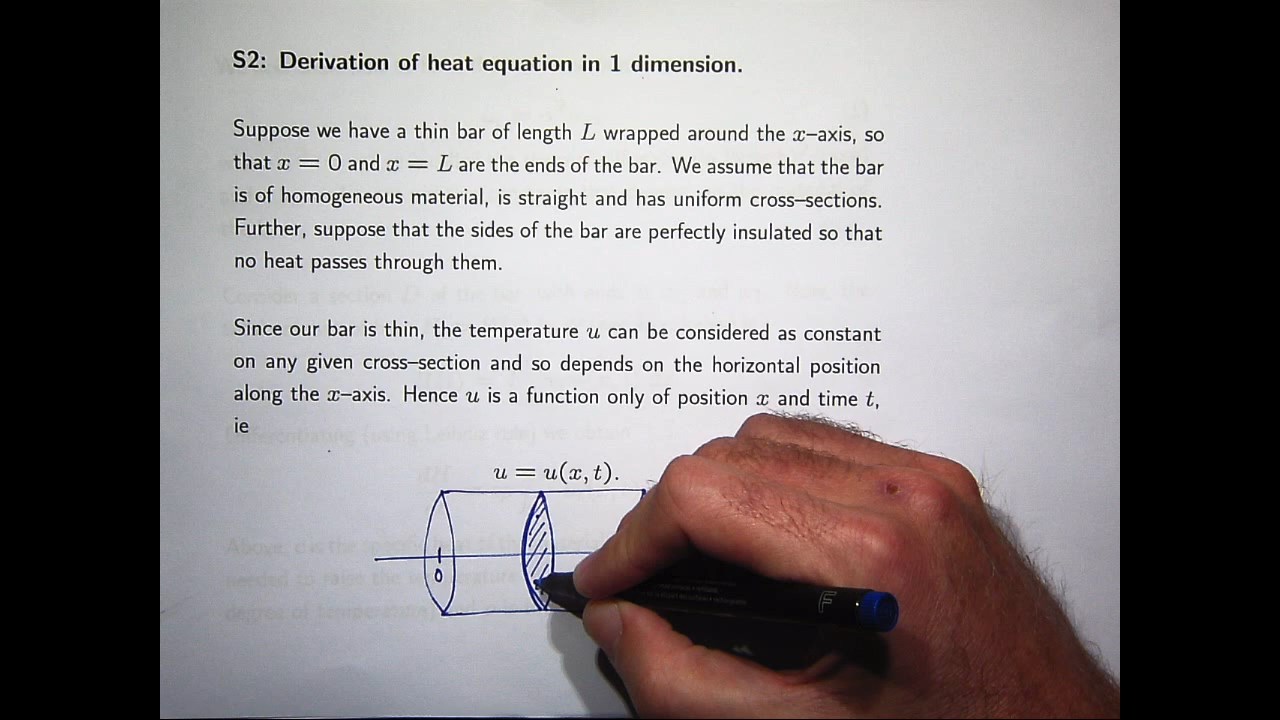 S2: Derivation of heat equation in 1 dimension.
Suppose we have a thin bar of length L wrapped around the x–axis, so
that x = 0 and x = L are the ends of the bar. We assume that the bar
is of homogeneous material, is straight and has uniform cross–sections.
Further, suppose that the sides of the bar are perfectly insulated so that
no heat passes through them.
Since our bar is thin, the temperature u can be considered as constant
on any given cross–section and so depends on the horizontal position
along the x–axis. Hence u is a function only of position x and time t,
ie
u = u(x, t).
0
F